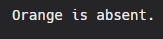 Orange is absent.